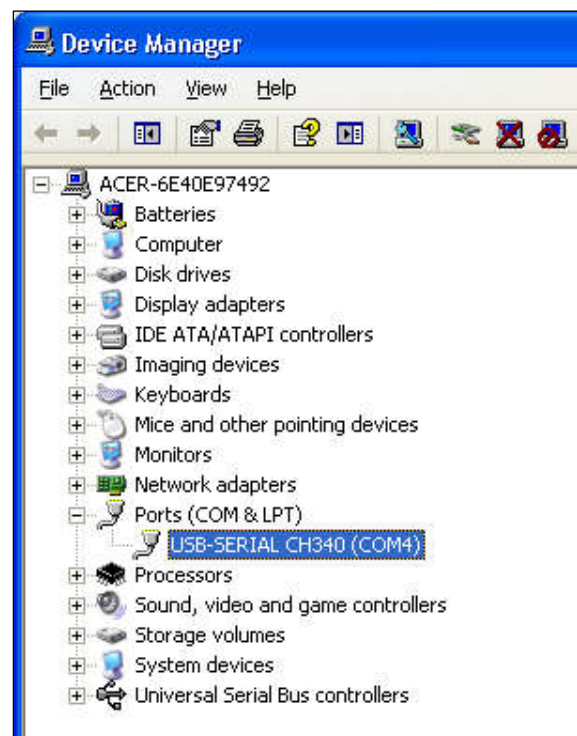 Device Manager
File Action View Help
ACER-6E40E97492
Batteries
Computer
Disk drives
Display adapters
IDE ATA/ATAPI controllers
Imaging devices
Keyboards
Mice and other pointing devices
Monitors
Network adapters
Ports (COM & LPT)
USB-SERIAL CH340 (COM4)
Processors
Sound, video and game controllers
Storage volumes
System devices
Universal Serial Bus controllers